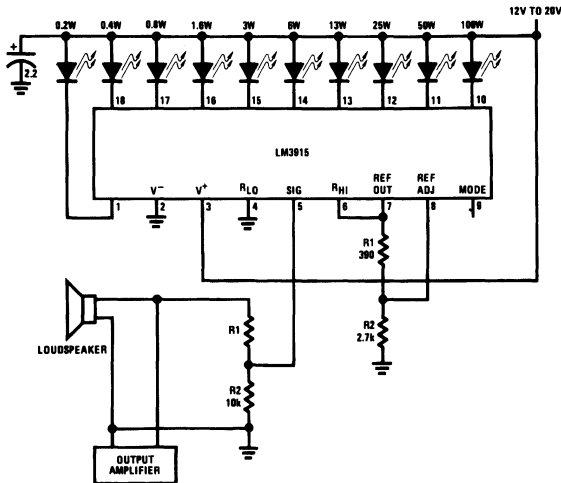 12V TO 20V
0.2W 0.4W 0.8W 1.6W 3W 6W 13W 25W 50W 100W
+
2.2
18 17 16 15 14 13 12 11 10
LM3915
V− V+ RLO SIG RHI REF OUT REF ADJ MODE
1 2 3 4 5 6 7 8 9
R1
390
R2
2.7k
LOUDSPEAKER
R1
R2
10k
OUTPUT
AMPLIFIER